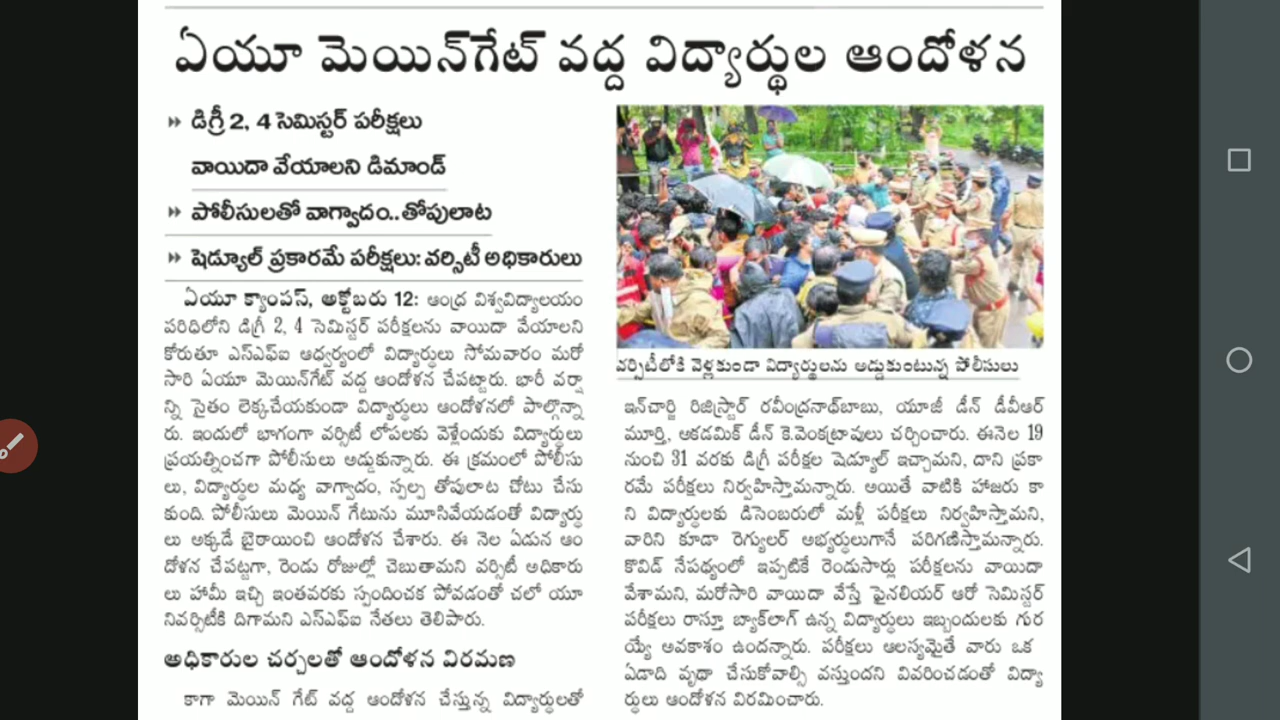 ఏయూ మెయిన్‌గేట్ వద్ద విద్యార్థుల ఆందోళన
డిగ్రీ 2, 4 సెమిస్టర్ పరీక్షలు
వాయిదా వేయాలని డిమాండ్
పోలీసులతో వాగ్వాదం..తోపులాట
షెడ్యూల్ ప్రకారమే పరీక్షలు: వర్సిటీ అధికారులు
ఏయూ క్యాంపస్, అక్టోబరు 12: ఆంధ్ర విశ్వవిద్యాలయం
పరిధిలోని డిగ్రీ 2, 4 సెమిస్టర్ పరీక్షలను వాయిదా వేయాలని
కోరుతూ ఎస్ఎఫ్ఐ ఆధ్వర్యంలో విద్యార్థులు సోమవారం మరో
సారి ఏయూ మెయిన్‌గేట్ వద్ద ఆందోళన చేపట్టారు. భారీ వర్షా
న్ని సైతం లెక్కచేయకుండా విద్యార్థులు ఆందోళనలో పాల్గొన్నా
రు. ఇందులో భాగంగా వర్సిటీ లోపలకు వెళ్లేందుకు విద్యార్థులు
ప్రయత్నించగా పోలీసులు అడ్డుకున్నారు. ఈ క్రమంలో పోలీసు
లు, విద్యార్థుల మధ్య వాగ్వాదం, స్వల్ప తోపులాట చోటు చేసు
కుంది. పోలీసులు మెయిన్ గేటును మూసివేయడంతో విద్యార్థు
లు అక్కడే బైఠాయించి ఆందోళన చేశారు. ఈ నెల ఏడున ఆం
దోళన చేపట్టగా, రెండు రోజుల్లో చెబుతామని వర్సిటీ అధికారు
లు హామీ ఇచ్చి ఇంతవరకు స్పందించక పోవడంతో చలో యూ
నివర్సిటీకి దిగామని ఎస్ఎఫ్ఐ నేతలు తెలిపారు.
అధికారుల చర్చలతో ఆందోళన విరమణ
కాగా మెయిన్ గేట్ వద్ద ఆందోళన చేస్తున్న విద్యార్థులతో
వర్సిటీలోకి వెళ్లకుండా విద్యార్థులను అడ్డుకుంటున్న పోలీసులు
ఇన్‌చార్జి రిజిస్ట్రార్ రవీంద్రనాథ్‌బాబు, యూజీ డీన్ డీవీఆర్
మూర్తి, అకడమిక్ డీన్ కె.వెంకట్రావులు చర్చించారు. ఈనెల 19
నుంచి 31 వరకు డిగ్రీ పరీక్షల షెడ్యూల్ ఇచ్చామని, దాని ప్రకా
రమే పరీక్షలు నిర్వహిస్తామన్నారు. అయితే వాటికి హాజరు కా
ని విద్యార్థులకు డిసెంబరులో మళ్లీ పరీక్షలు నిర్వహిస్తామని,
వారిని కూడా రెగ్యులర్ అభ్యర్థులుగానే పరిగణిస్తామన్నారు.
కొవిడ్ నేపథ్యంలో ఇప్పటికే రెండుసార్లు పరీక్షలను వాయిదా
వేశామని, మరోసారి వాయిదా వేస్తే ఫైనలియర్ ఆరో సెమిస్టర్
పరీక్షలు రాస్తూ బ్యాక్‌లాగ్ ఉన్న విద్యార్థులు ఇబ్బందులకు గుర
య్యే అవకాశం ఉందన్నారు. పరీక్షలు ఆలస్యమైతే వారు ఒక
ఏడాది వృథా చేసుకోవాల్సి వస్తుందని వివరించడంతో విద్యా
ర్థులు ఆందోళన విరమించారు.